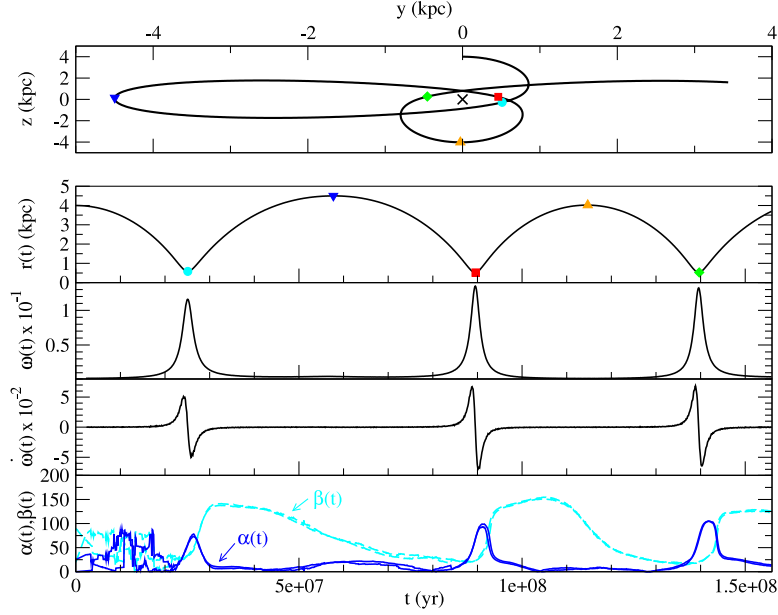 y (kpc)
-4 -2 0 2 4
z (kpc)
4
2
0
-2
-4
r(t) (kpc)
5
4
3
2
1
0
ω(t) x 10⁻¹
1
0.5
ω̇(t) x 10⁻²
5
0
-5
α(t),β(t)
200
150
100
50
0
β(t)
α(t)
0 5e+07 1e+08 1.5e+08
t (yr)